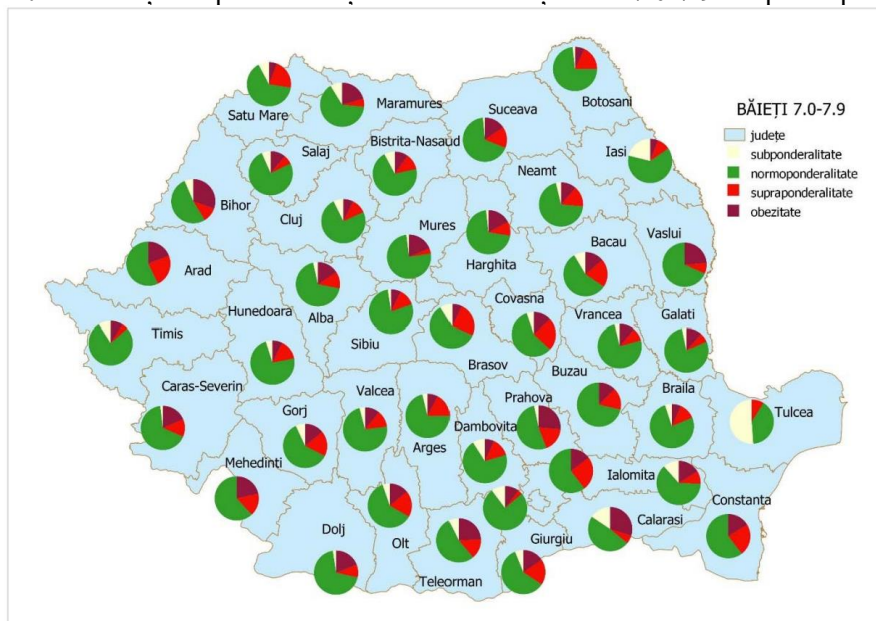 BĂIEȚI 7.0-7.9
județe
subponderalitate
normoponderalitate
supraponderalitate
obezitate
Botosani
Satu Mare
Maramures
Suceava
Bistrita-Nasaud
Iasi
Salaj
Neamt
Bihor
Cluj
Mures
Vaslui
Bacau
Harghita
Arad
Covasna
Hunedoara
Alba
Vrancea
Galati
Timis
Sibiu
Brasov
Buzau
Caras-Severin
Valcea
Prahova
Braila
Tulcea
Gorj
Dambovita
Arges
Mehedinti
Ialomita
Constanta
Calarasi
Dolj
Olt
Giurgiu
Teleorman